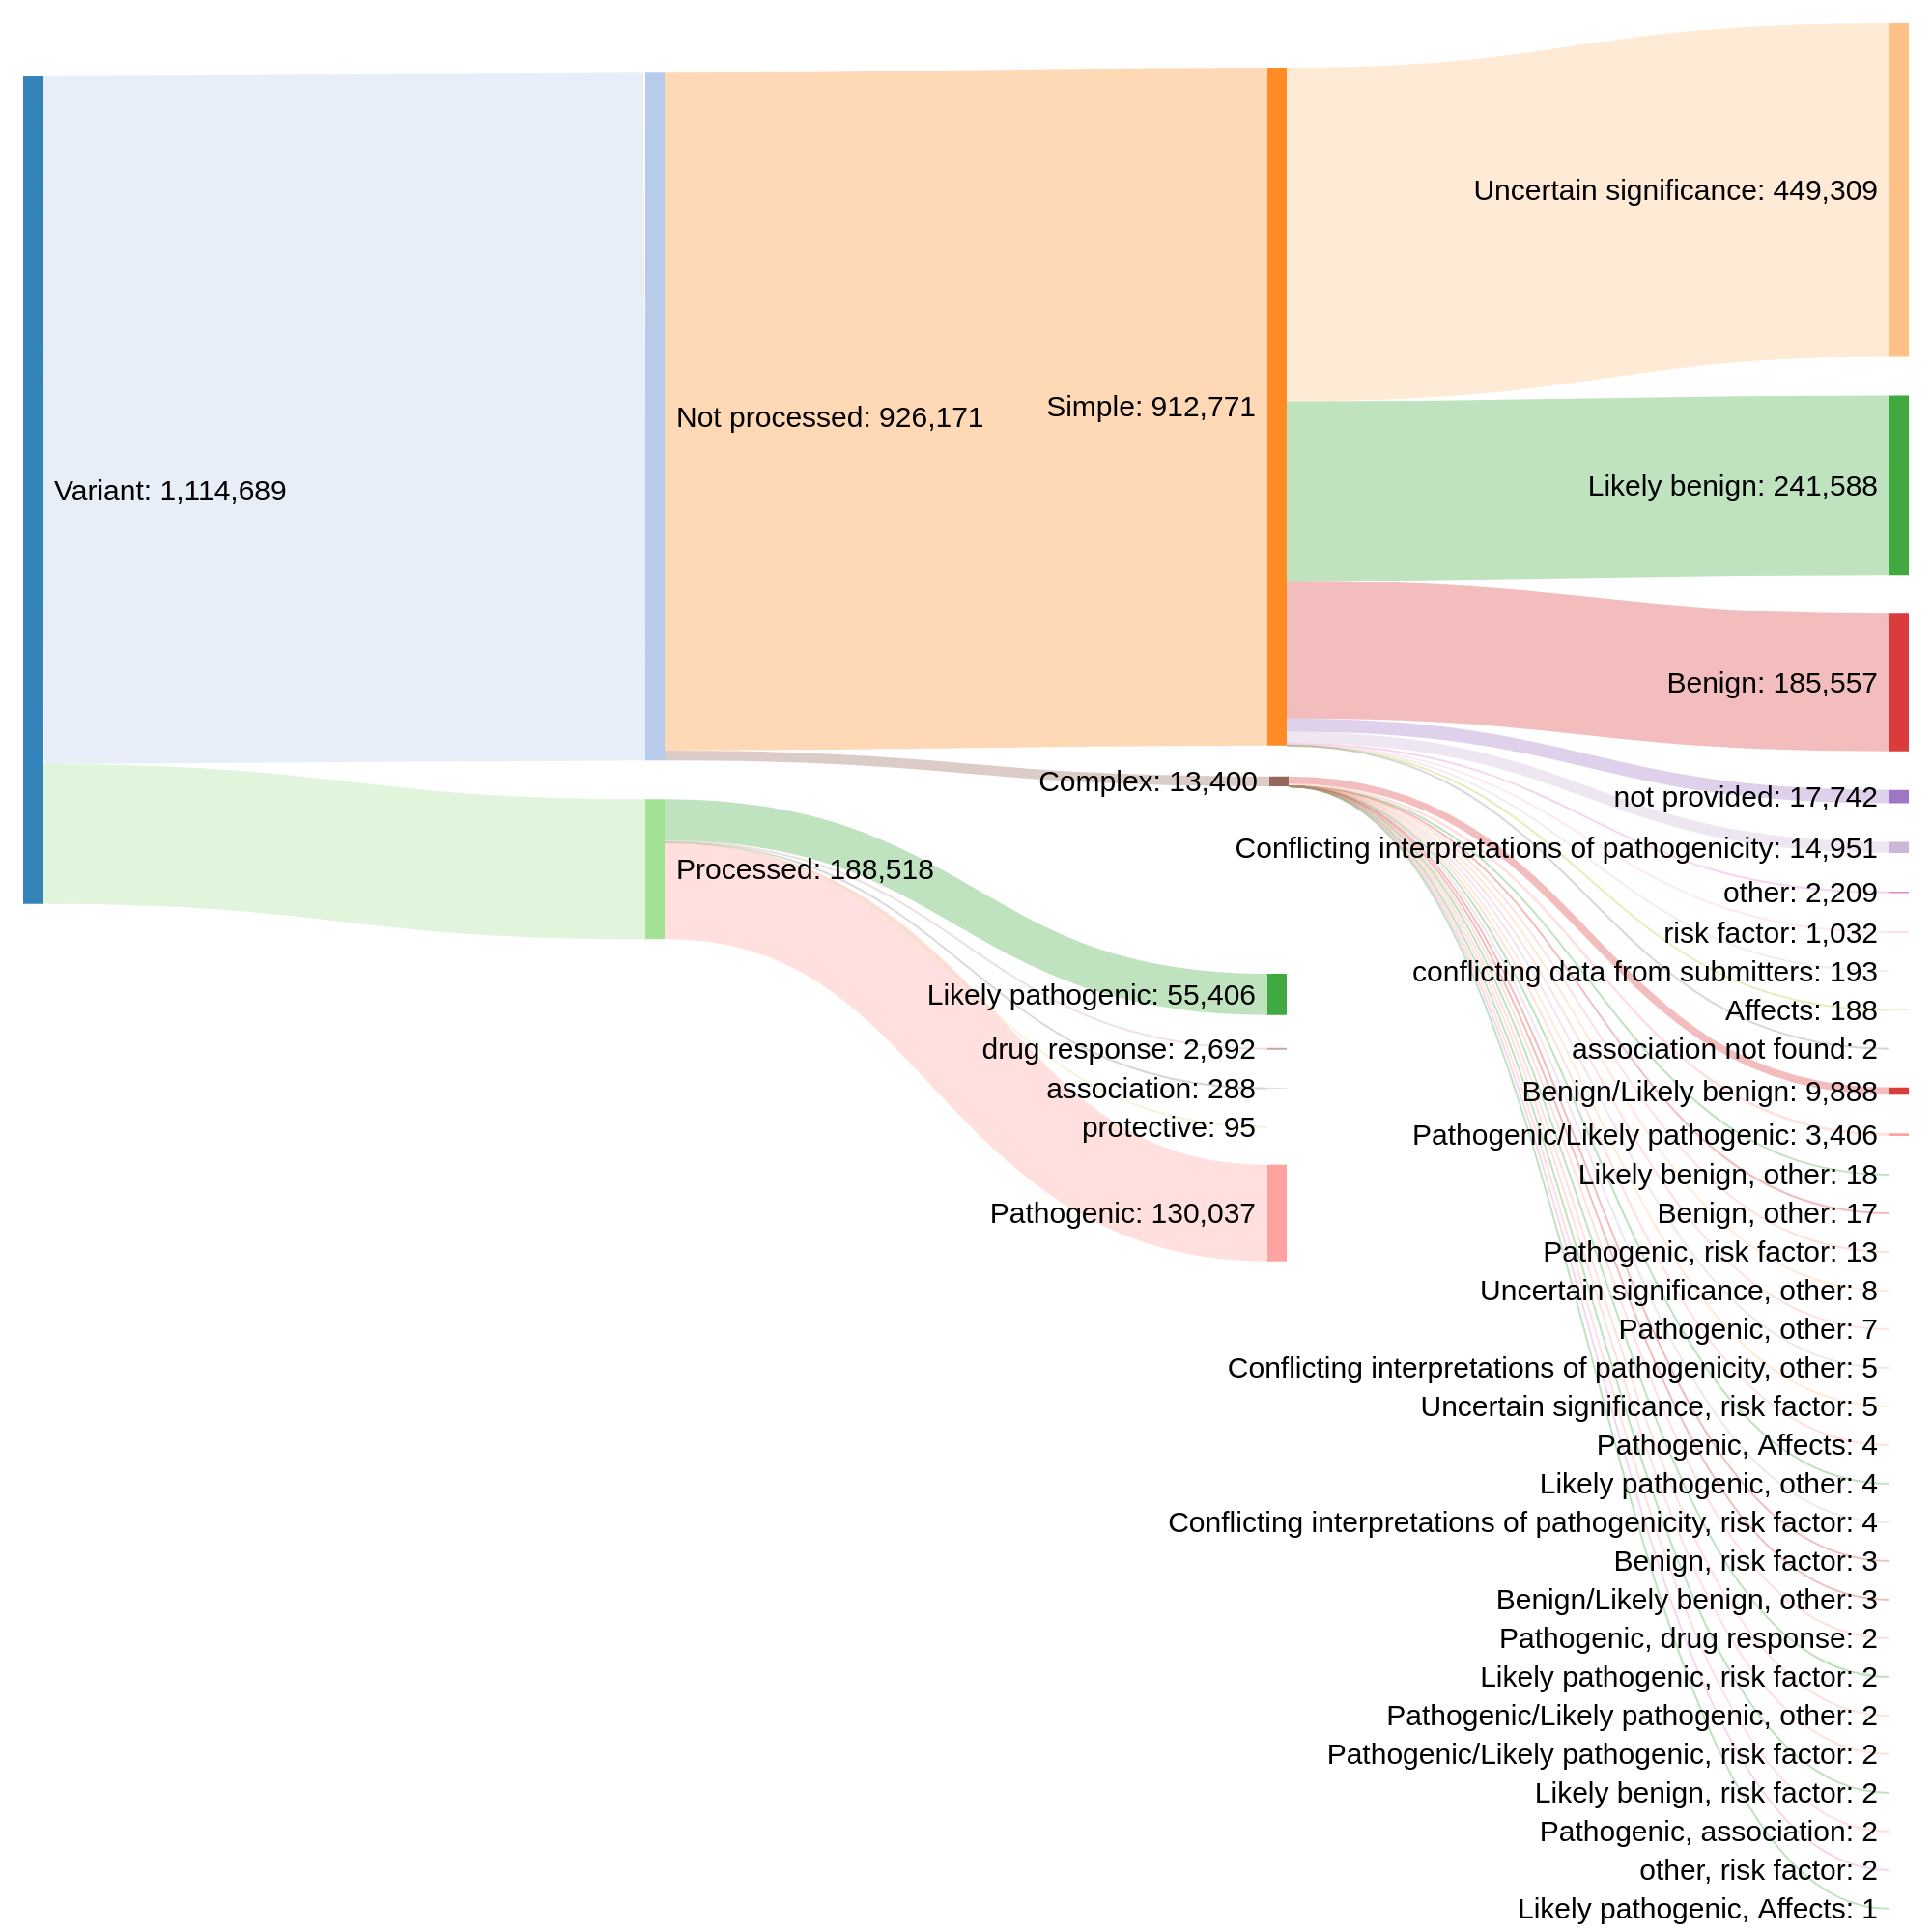 Variant: 1,114,689
Not processed: 926,171
Processed: 188,518
Simple: 912,771
Complex: 13,400
Likely pathogenic: 55,406
drug response: 2,692
association: 288
protective: 95
Pathogenic: 130,037
Uncertain significance: 449,309
Likely benign: 241,588
Benign: 185,557
not provided: 17,742
Conflicting interpretations of pathogenicity: 14,951
other: 2,209
risk factor: 1,032
conflicting data from submitters: 193
Affects: 188
association not found: 2
Benign/Likely benign: 9,888
Pathogenic/Likely pathogenic: 3,406
Likely benign, other: 18
Benign, other: 17
Pathogenic, risk factor: 13
Uncertain significance, other: 8
Pathogenic, other: 7
Conflicting interpretations of pathogenicity, other: 5
Uncertain significance, risk factor: 5
Pathogenic, Affects: 4
Likely pathogenic, other: 4
Conflicting interpretations of pathogenicity, risk factor: 4
Benign, risk factor: 3
Benign/Likely benign, other: 3
Pathogenic, drug response: 2
Likely pathogenic, risk factor: 2
Pathogenic/Likely pathogenic, other: 2
Pathogenic/Likely pathogenic, risk factor: 2
Likely benign, risk factor: 2
Pathogenic, association: 2
other, risk factor: 2
Likely pathogenic, Affects: 1